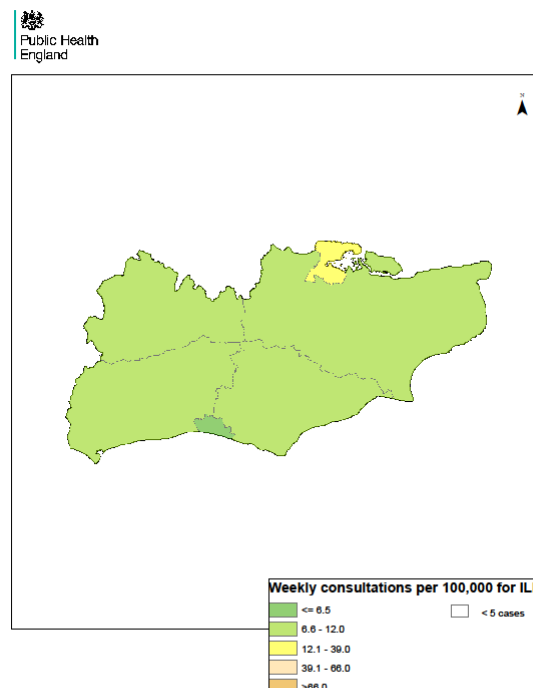 Public Health
England
Weekly consultations per 100,000 for IL
<= 6.5
< 5 cases
6.6 - 12.0
12.1 - 39.0
39.1 - 66.0
>66.0